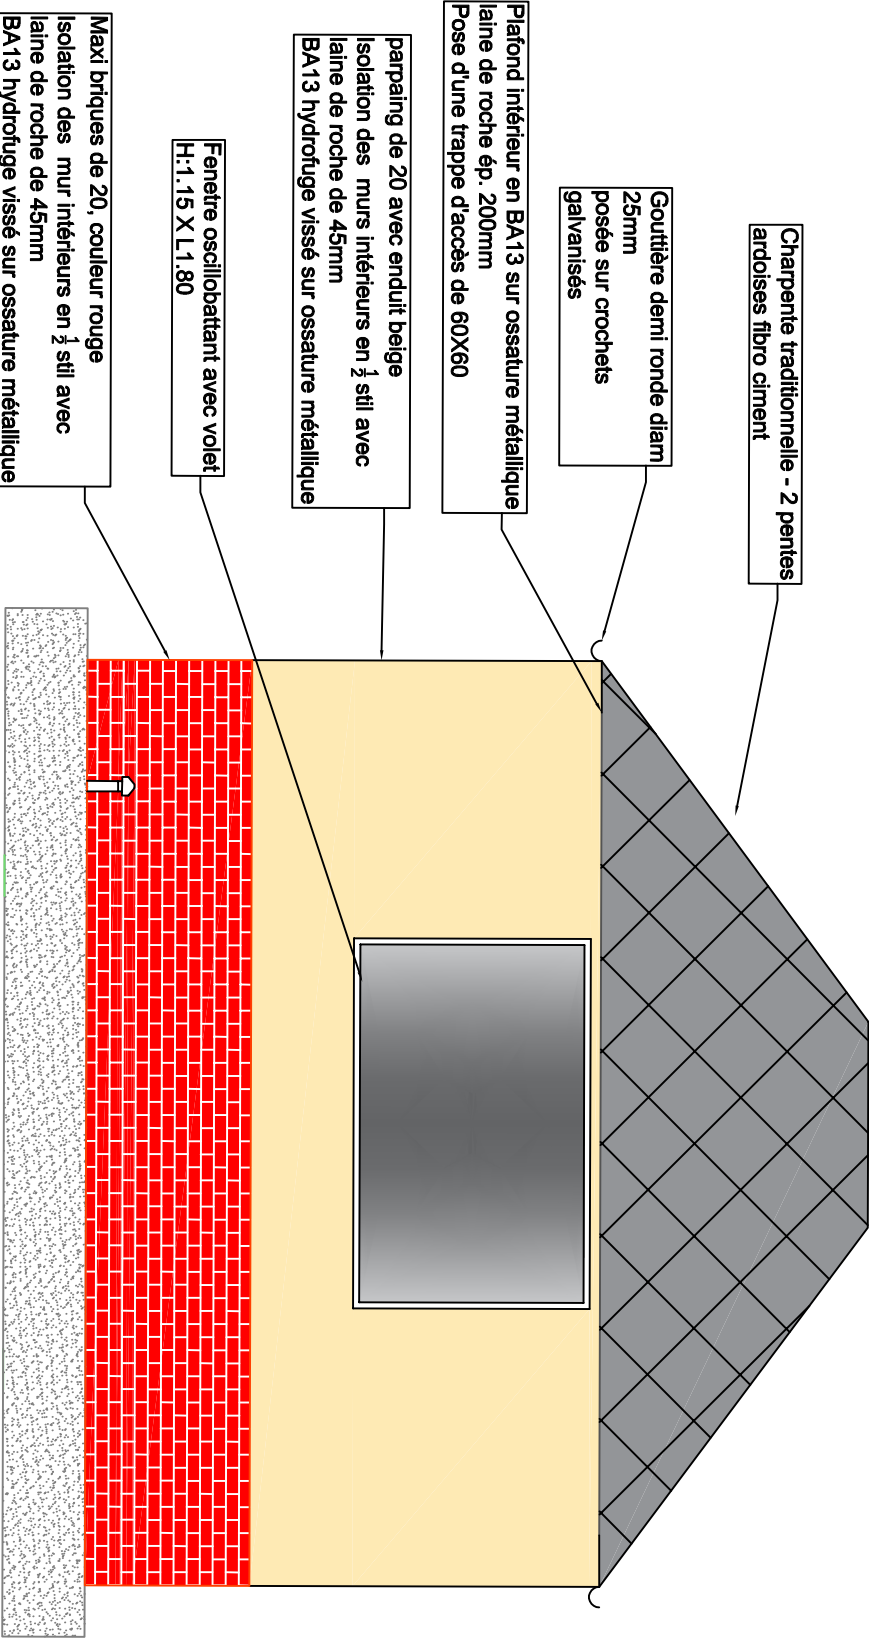 Charpente traditionnelle - 2 pentes
ardoises fibro ciment
Gouttière demi ronde diam
25mm
posée sur crochets
galvanisés
Plafond intérieur en BA13 sur ossature métallique
laine de roche ép. 200mm
Pose d'une trappe d'accès de 60X60
parpaing de 20 avec enduit beige
Isolation des  murs intérieurs en ½ stil avec
laine de roche de 45mm
BA13 hydrofuge vissé sur ossature métallique
Fenetre oscillobattant avec volet
H:1.15 X L1.80
Maxi briques de 20, couleur rouge
Isolation des  mur intérieurs en ½ stil avec
laine de roche de 45mm
BA13 hydrofuge vissé sur ossature métallique